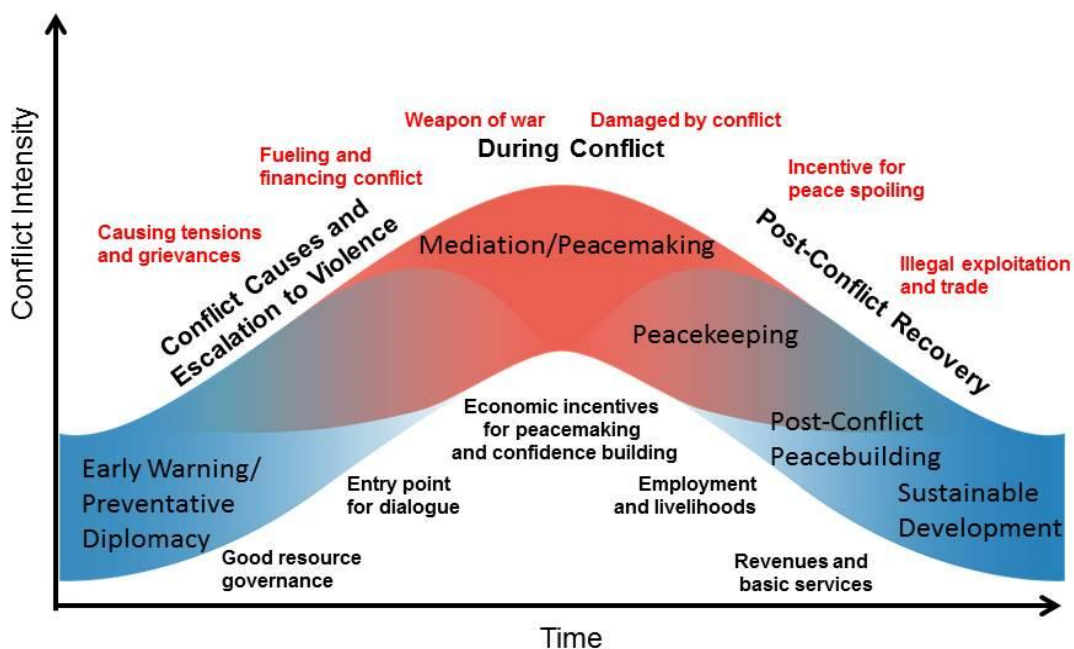 Conflict Intensity
Weapon of war
Damaged by conflict
During Conflict
Fueling and
financing conflict
Incentive for
peace spoiling
Causing tensions
and grievances
Conflict Causes and
Escalation to Violence
Mediation/Peacemaking
Post-Conflict Recovery
Illegal exploitation
and trade
Peacekeeping
Economic incentives
for peacemaking
and confidence building
Post-Conflict
Peacebuilding
Early Warning/
Preventative
Diplomacy
Entry point
for dialogue
Employment
and livelihoods
Sustainable
Development
Good resource
governance
Revenues and
basic services
Time